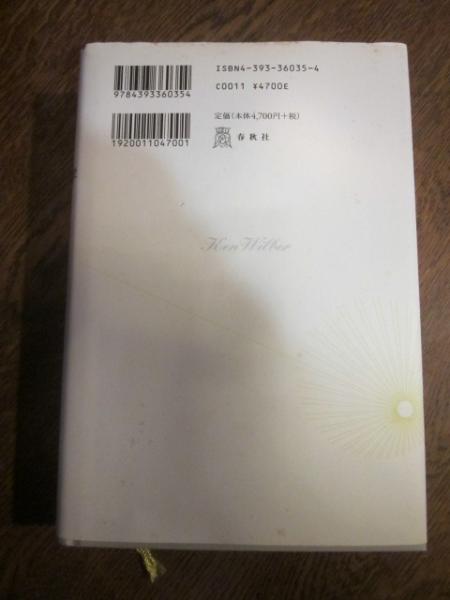 ISBN4-393-36035-4
9784393360354
C0011 ¥4700E
定価(本体4,700円+税)
春秋社
1920011047001
Ken Wilber